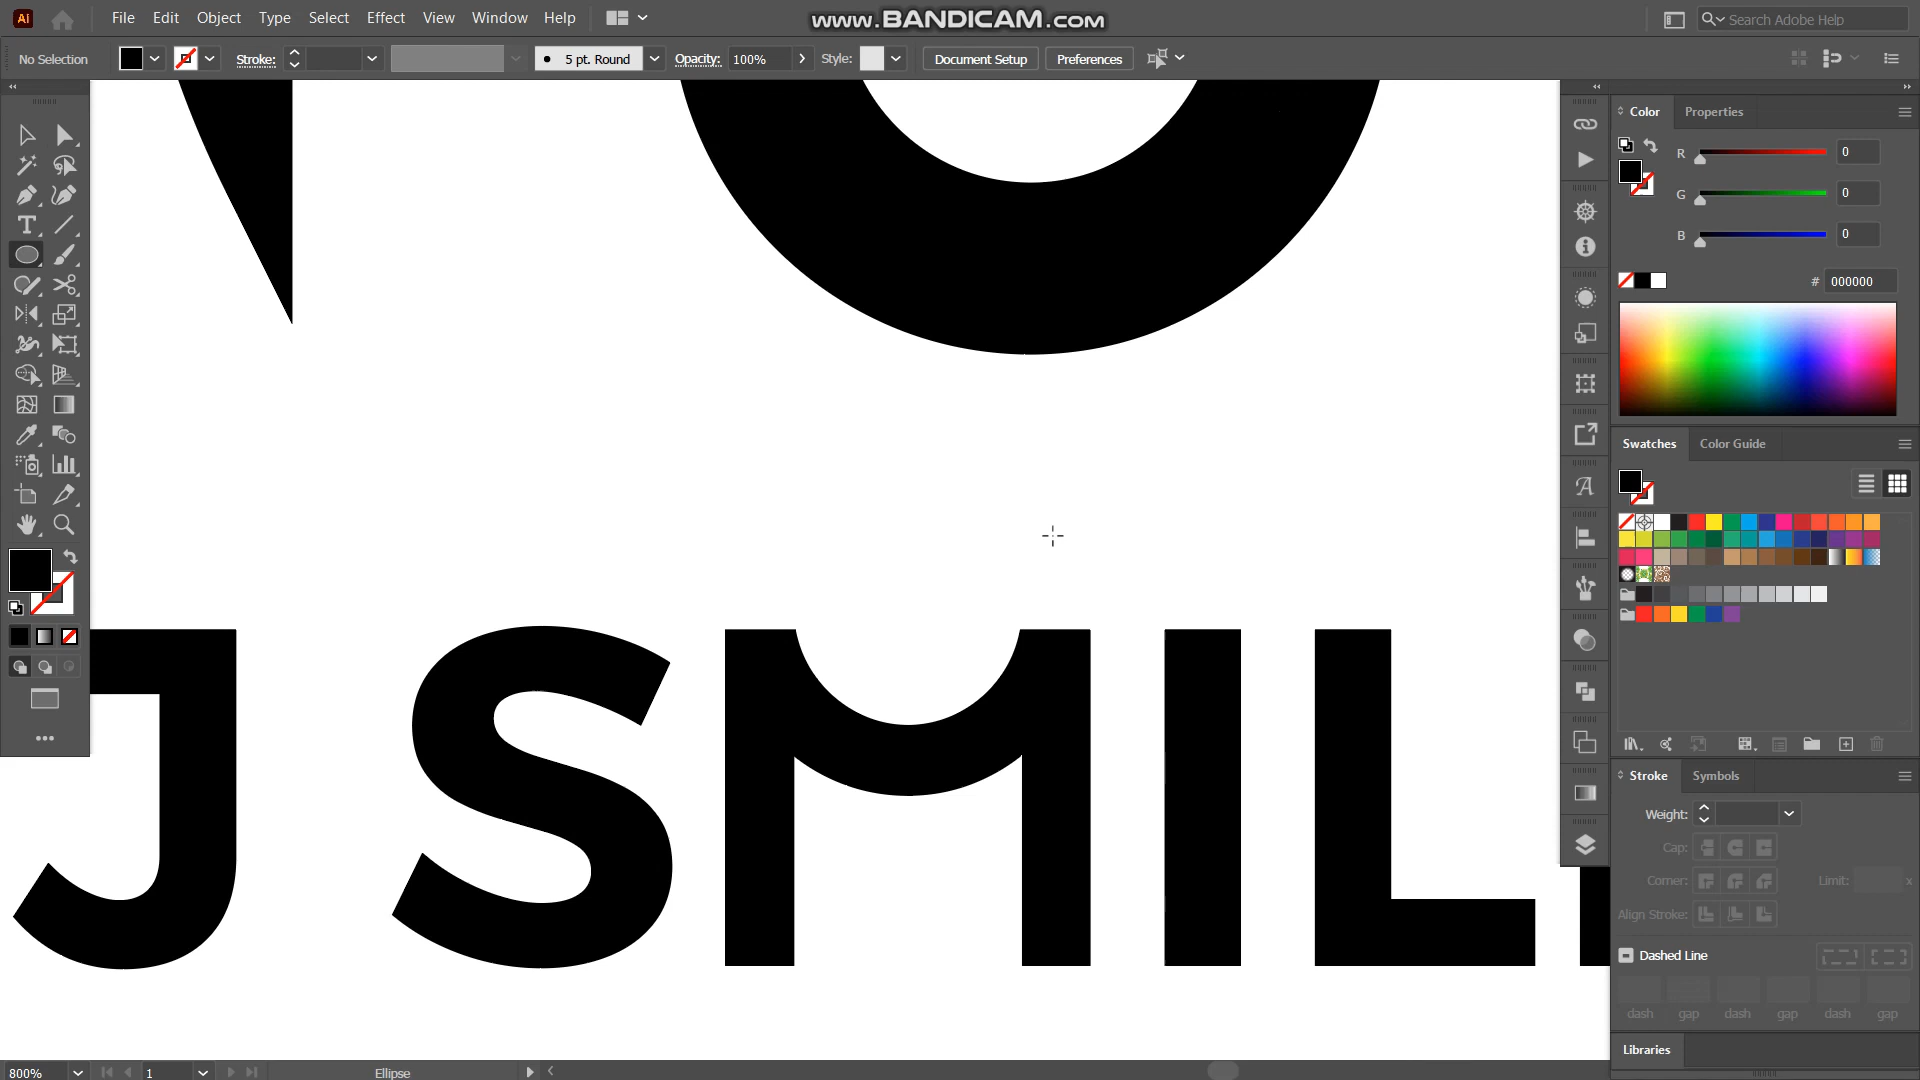 Ai File Edit Object Type Select Effect View Window Help
www.BANDICAM.com
Search Adobe Help
No Selection Stroke: 5 pt. Round Opacity: 100% Style: Document Setup Preferences
Color Properties
R 0
G 0
B 0
# 000000
Swatches Color Guide
J SMIL
Stroke Symbols
Weight:
Cap:
Corner: Limit: x
Align Stroke:
Dashed Line
dash gap dash gap dash gap
Libraries
800% 1 Ellipse